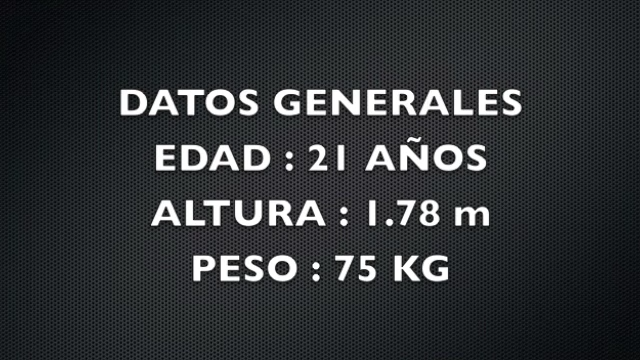 DATOS GENERALES
EDAD : 21 AÑOS
ALTURA : 1.78 m
PESO : 75 KG